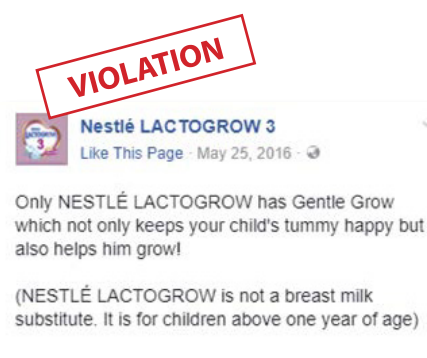 VIOLATION
LACTOGROW
3
Nestlé LACTOGROW 3
Like This Page · May 25, 2016 ·
Only NESTLÉ LACTOGROW has Gentle Grow
which not only keeps your child's tummy happy but
also helps him grow!
(NESTLÉ LACTOGROW is not a breast milk
substitute. It is for children above one year of age)